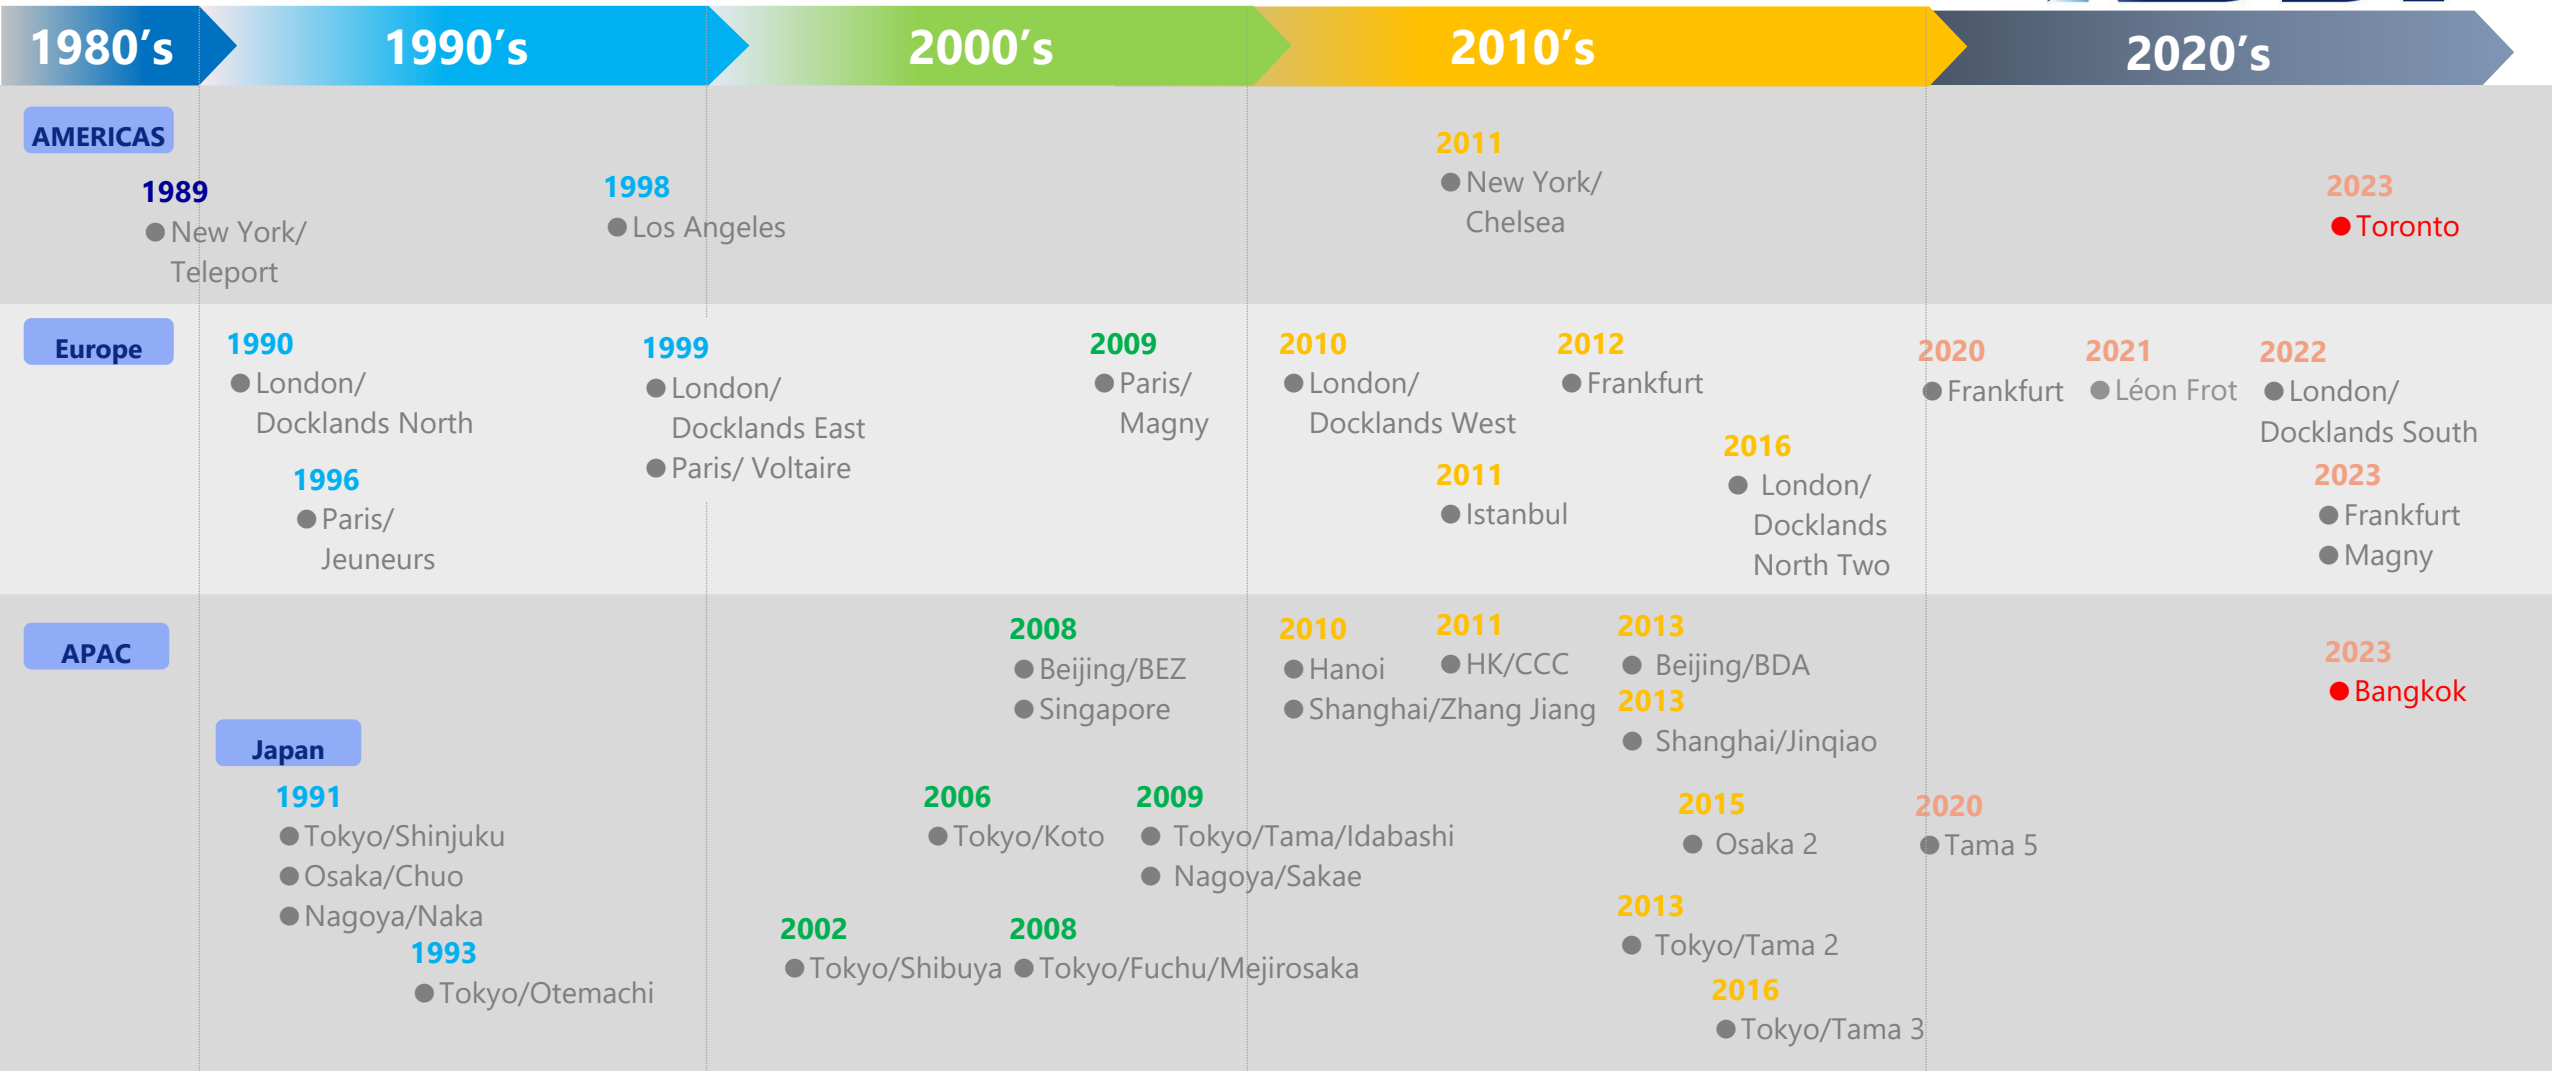 1980’s
1990’s
2000’s
2010’s
2020’s
AMERICAS
1989
● New York/
Teleport
1998
● Los Angeles
2011
● New York/
Chelsea
2023
● Toronto
Europe
1990
● London/
Docklands North
1996
● Paris/
Jeuneurs
1999
● London/
Docklands East
● Paris/ Voltaire
2009
● Paris/
Magny
2010
● London/
Docklands West
2011
● Istanbul
2012
● Frankfurt
2016
● London/
Docklands
North Two
2020
● Frankfurt
2021
● Léon Frot
2022
● London/
Docklands South
2023
● Frankfurt
● Magny
APAC
2008
● Beijing/BEZ
● Singapore
2010
● Hanoi
● Shanghai/Zhang Jiang
2011
● HK/CCC
2013
● Beijing/BDA
2013
● Shanghai/Jinqiao
2023
● Bangkok
Japan
1991
● Tokyo/Shinjuku
● Osaka/Chuo
● Nagoya/Naka
1993
● Tokyo/Otemachi
2006
● Tokyo/Koto
2009
● Tokyo/Tama/Idabashi
● Nagoya/Sakae
2002
● Tokyo/Shibuya
2008
● Tokyo/Fuchu/Mejirosaka
2015
● Osaka 2
2020
● Tama 5
2013
● Tokyo/Tama 2
2016
● Tokyo/Tama 3